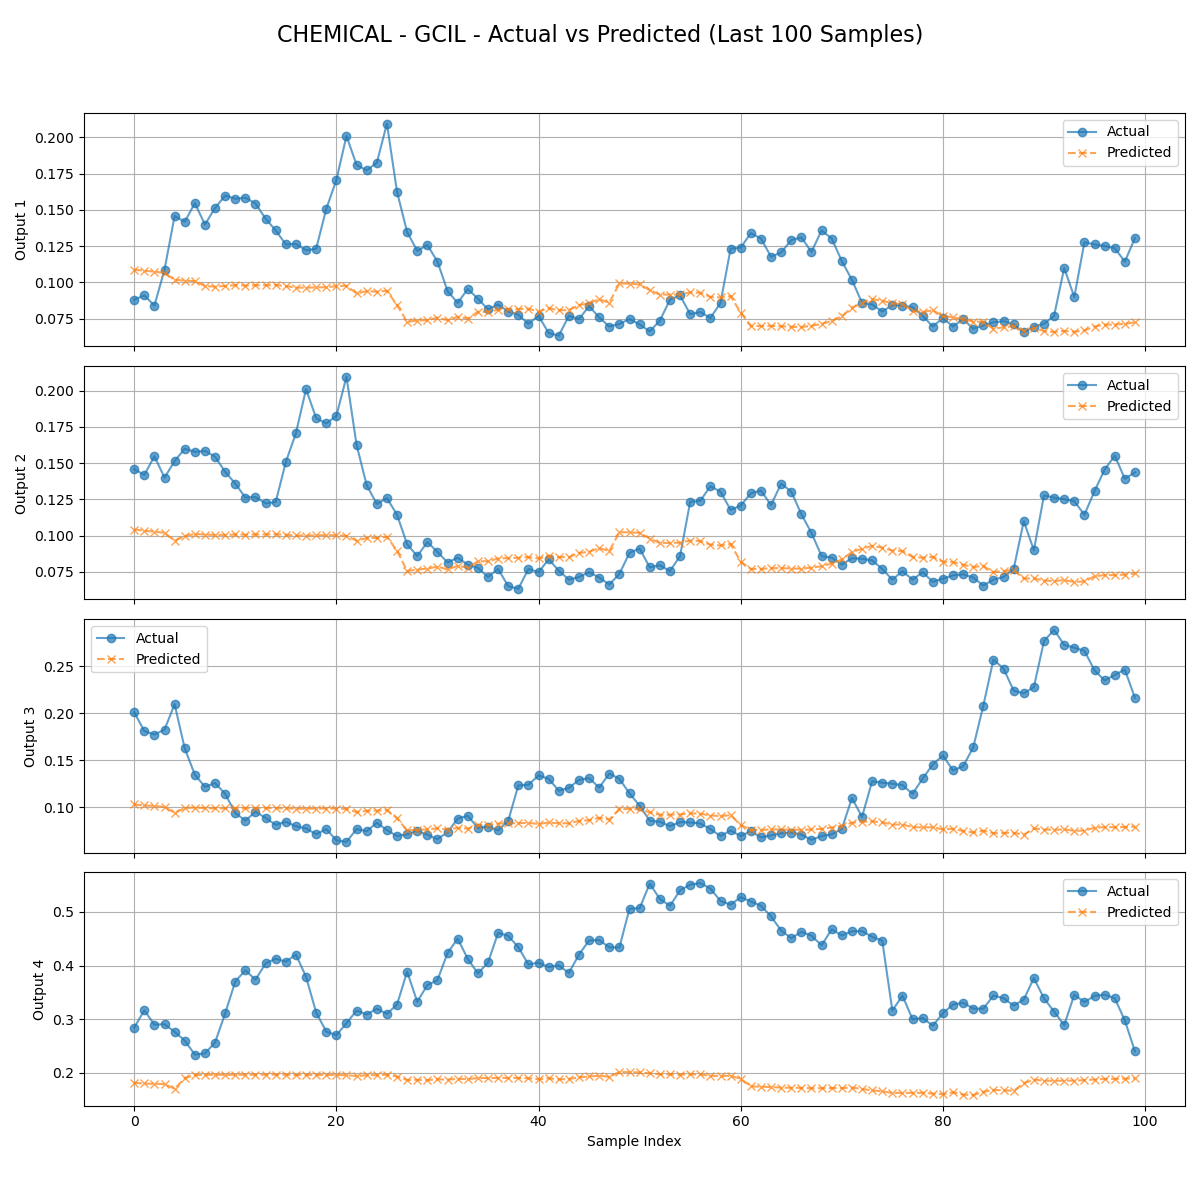 CHEMICAL - GCIL - Actual vs Predicted (Last 100 Samples)
Output 1
0.200
0.175
0.150
0.125
0.100
0.075
Actual
Predicted
Output 2
0.200
0.175
0.150
0.125
0.100
0.075
Actual
Predicted
Output 3
0.25
0.20
0.15
0.10
Actual
Predicted
Output 4
0.5
0.4
0.3
0.2
Actual
Predicted
0 20 40 60 80 100
Sample Index